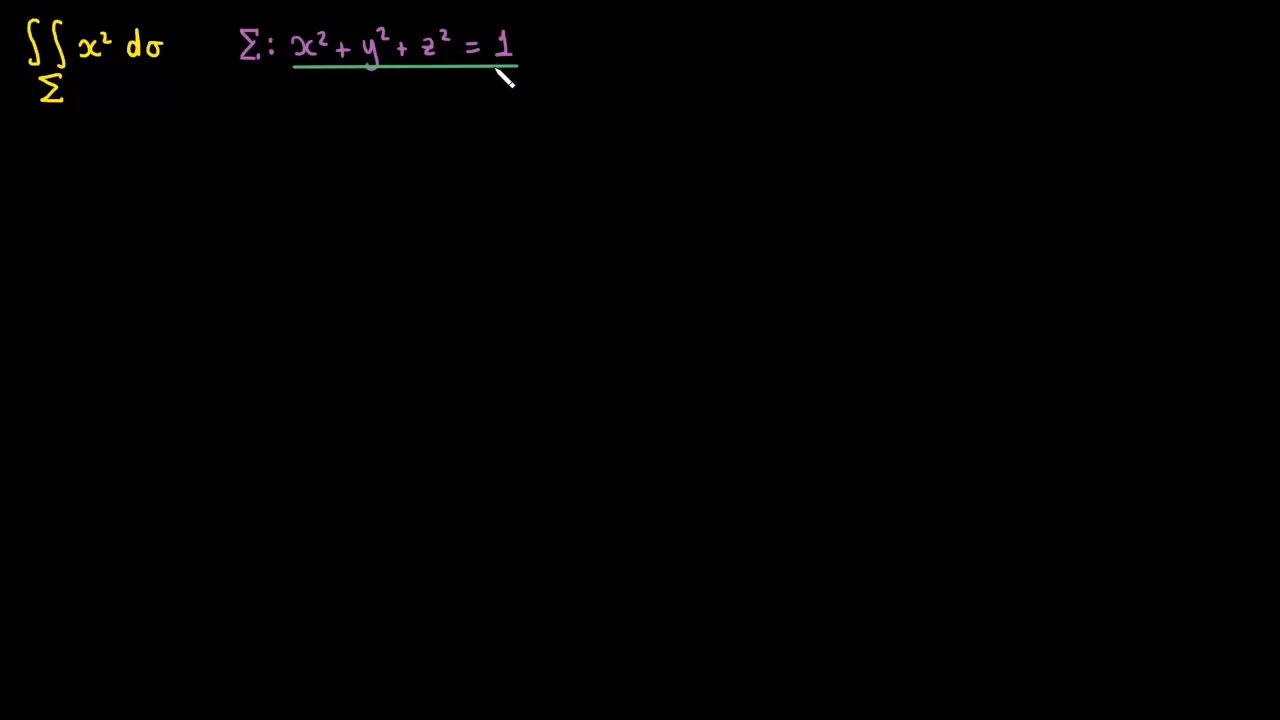 ∬ x² dσ Σ: x² + y² + z² = 1
Σ